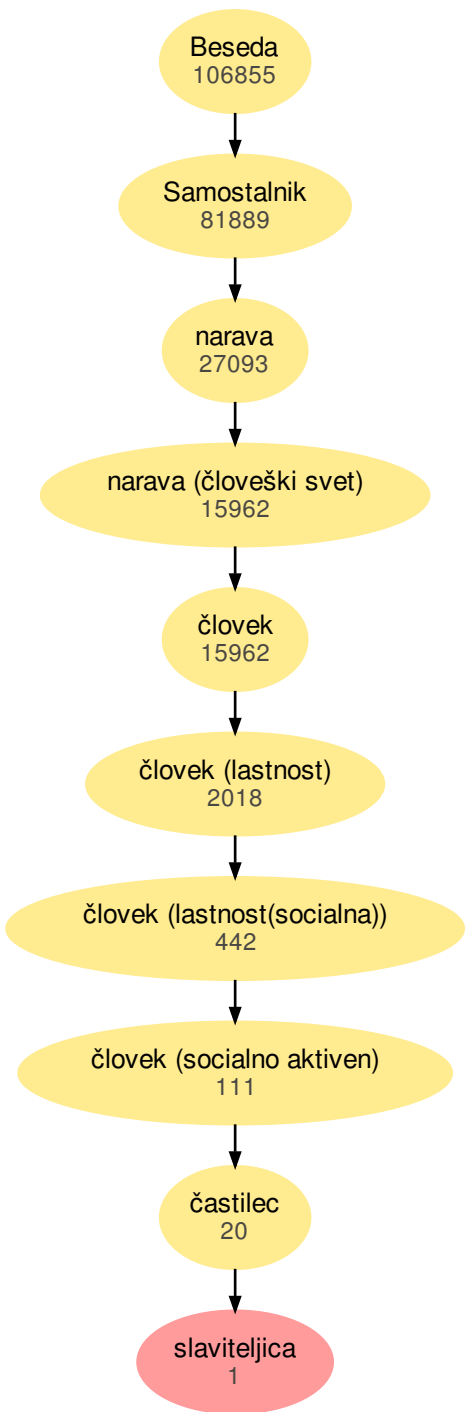 Beseda
106855
Samostalnik
81889
narava
27093
narava (človeški svet)
15962
človek
15962
človek (lastnost)
2018
človek (lastnost(socialna))
442
človek (socialno aktiven)
111
častilec
20
slaviteljica
1